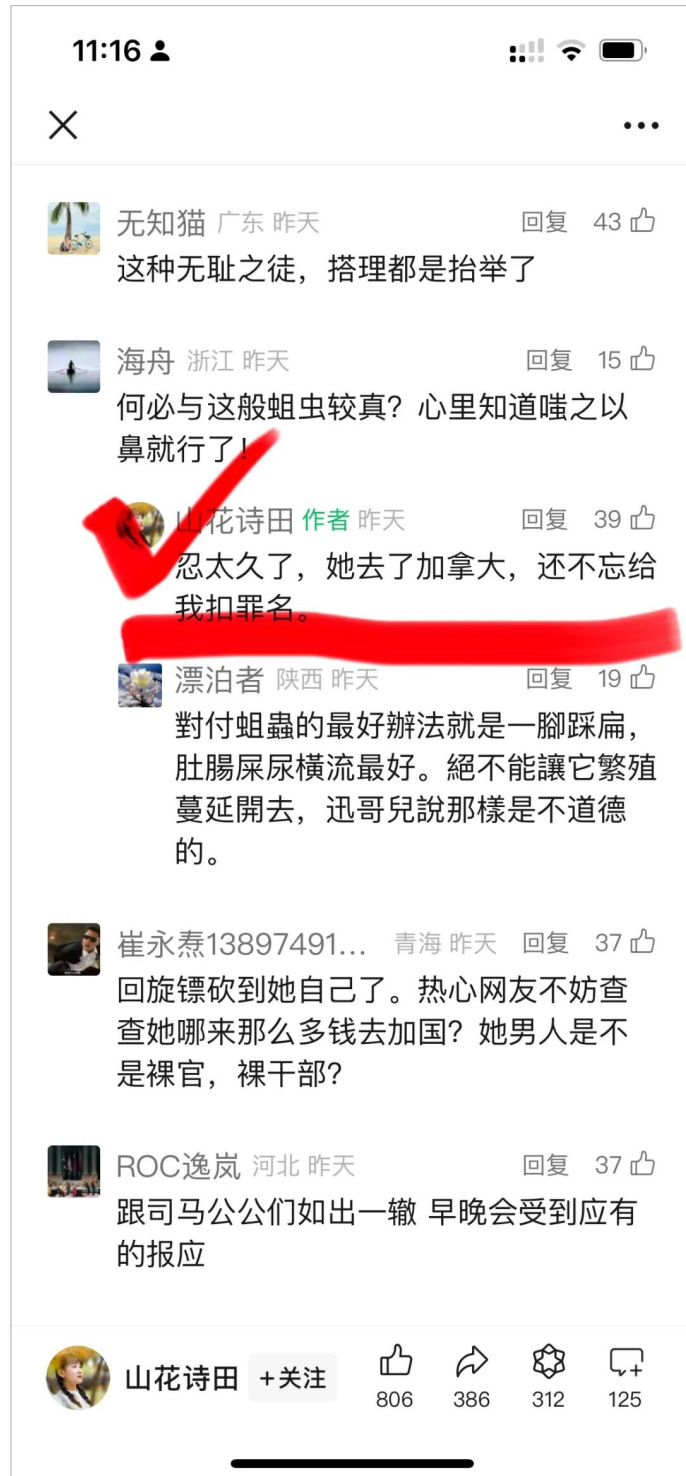 11:16
无知猫 广东 昨天 回复 43
这种无耻之徒，搭理都是抬举了
海舟 浙江 昨天 回复 15
何必与这般蛆虫较真？心里知道嗤之以
鼻就行了！
山花诗田 作者 昨天 回复 39
忍太久了，她去了加拿大，还不忘给
我扣罪名。
漂泊者 陕西 昨天 回复 19
對付蛆蟲的最好辦法就是一腳踩扁，
肚腸屎尿橫流最好。絕不能讓它繁殖
蔓延開去，迅哥兒說那樣是不道德
的。
崔永焘13897491... 青海 昨天 回复 37
回旋镖砍到她自己了。热心网友不妨查
查她哪来那么多钱去加国？她男人是不
是裸官，裸干部？
ROC逸岚 河北 昨天 回复 37
跟司马公公们如出一辙 早晚会受到应有
的报应
山花诗田 +关注
806 386 312 125